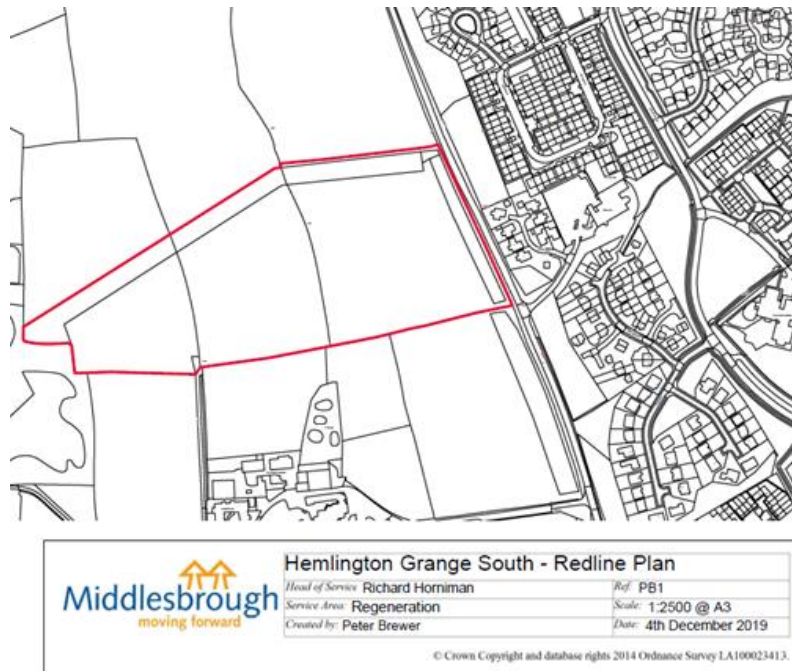 Middlesbrough
moving forward
Hemlington Grange South - Redline Plan
Head of Service Richard Horniman
Ref: PB1
Service Area: Regeneration
Scale: 1:2500 @ A3
Created by: Peter Brewer
Date: 4th December 2019
© Crown Copyright and database rights 2014 Ordnance Survey LA100023413.